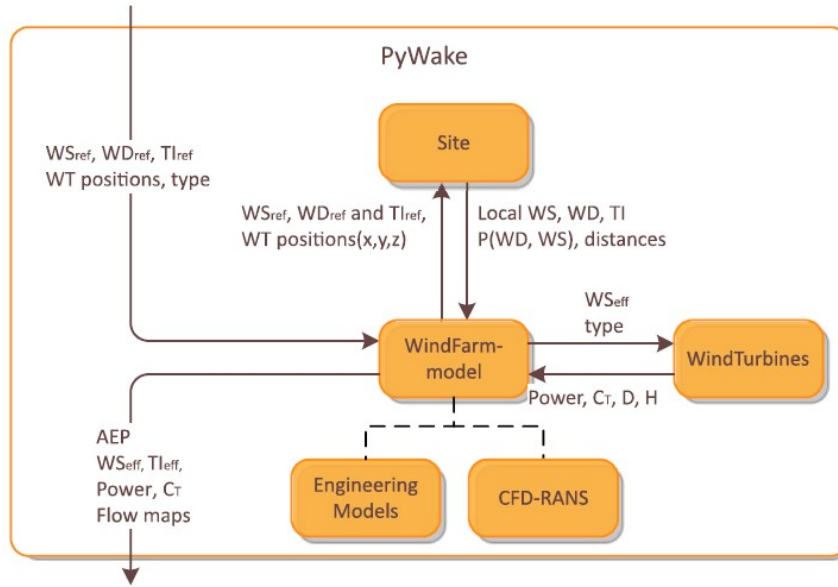 PyWake
Site
WSref, WDref, TIref
WT positions, type
WSref, WDref and TIref,
WT positions(x,y,z)
Local WS, WD, TI
P(WD, WS), distances
WSeff
type
WindFarm-
model
WindTurbines
Power, CT, D, H
AEP
WSeff, TIeff,
Power, CT
Flow maps
Engineering
Models
CFD-RANS